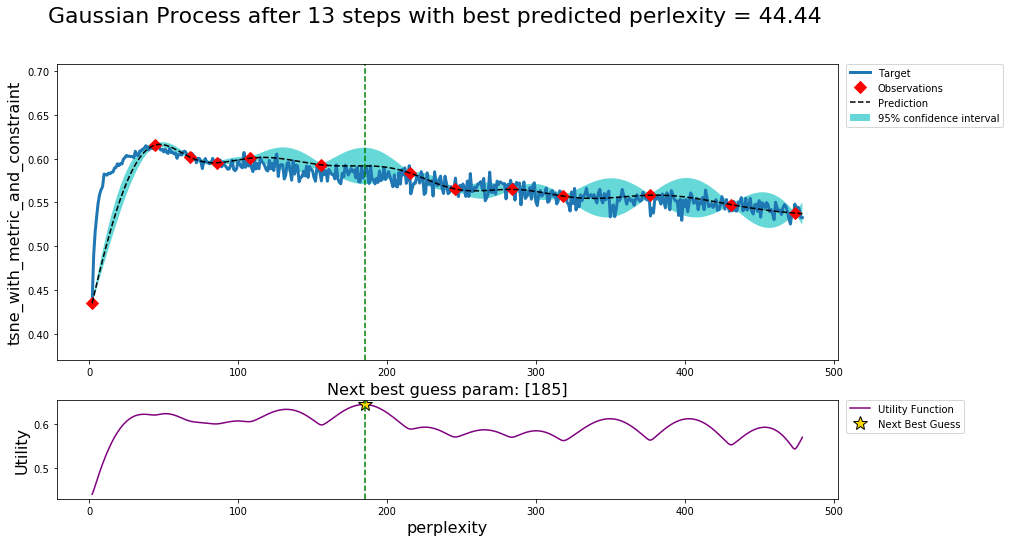 Gaussian Process after 13 steps with best predicted perlexity = 44.44
tsne_with_metric_and_constraint
0.70
0.65
0.60
0.55
0.50
0.45
0.40
0
100
200
300
400
500
Target
Observations
Prediction
95% confidence interval
Next best guess param: [185]
Utility
0.6
0.5
0
100
200
300
400
500
perplexity
Utility Function
Next Best Guess